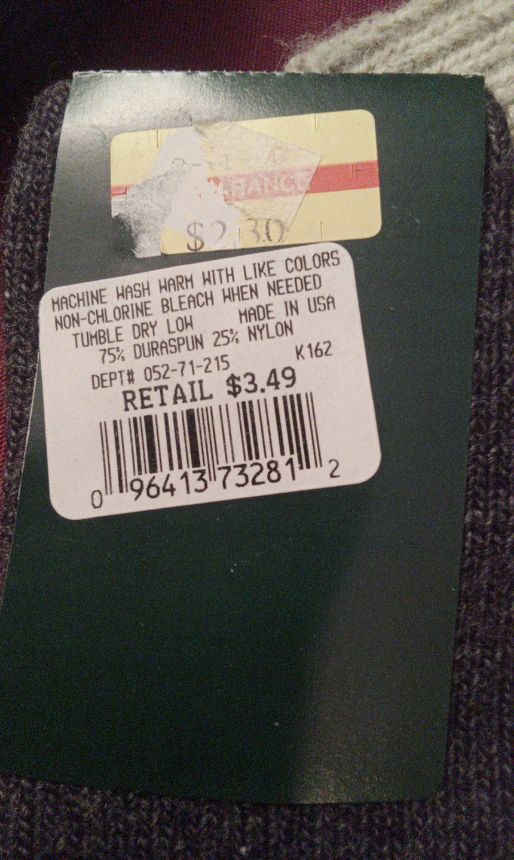 $2.30
MACHINE WASH WARM WITH LIKE COLORS
NON-CHLORINE BLEACH WHEN NEEDED
TUMBLE DRY LOW MADE IN USA
75% DURASPUN 25% NYLON
DEPT# 052-71-215 K162
RETAIL $3.49
0 96413 73281 2